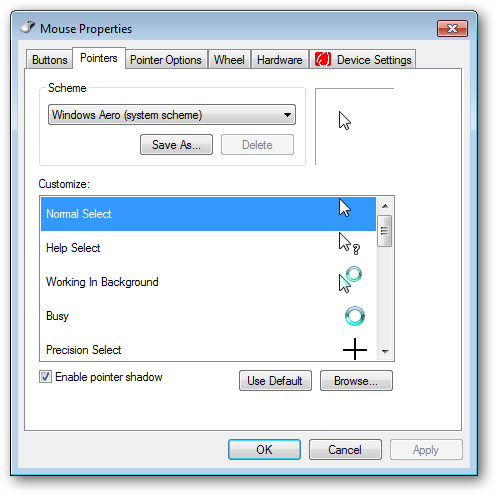 Mouse Properties
Buttons Pointers Pointer Options Wheel Hardware Device Settings
Scheme
Windows Aero (system scheme)
Save As... Delete
Customize:
Normal Select
Help Select
Working In Background
Busy
Precision Select
Enable pointer shadow Use Default Browse...
OK Cancel Apply